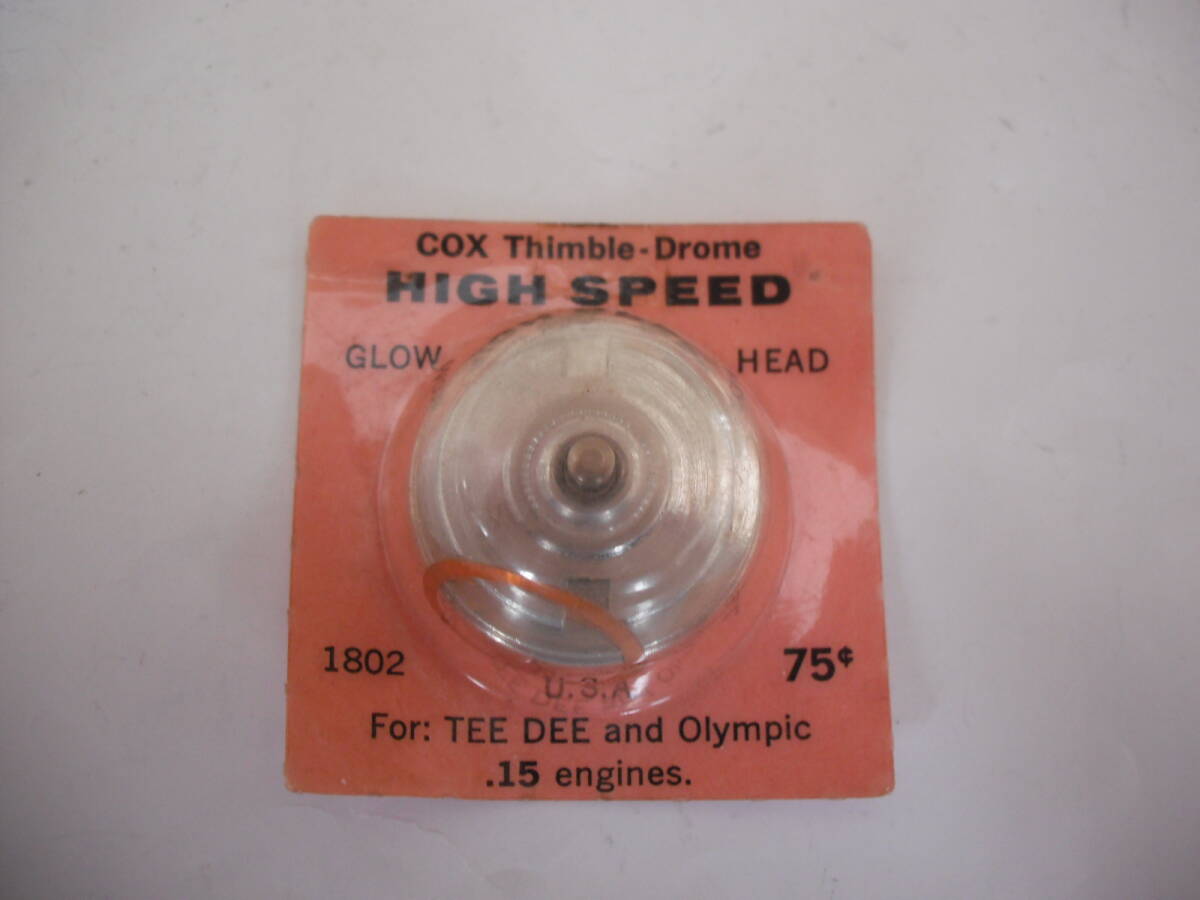 COX Thimble-Drome
HIGH SPEED
GLOW HEAD
1802 75¢
U.S.A.
For: TEE DEE and Olympic
.15 engines.